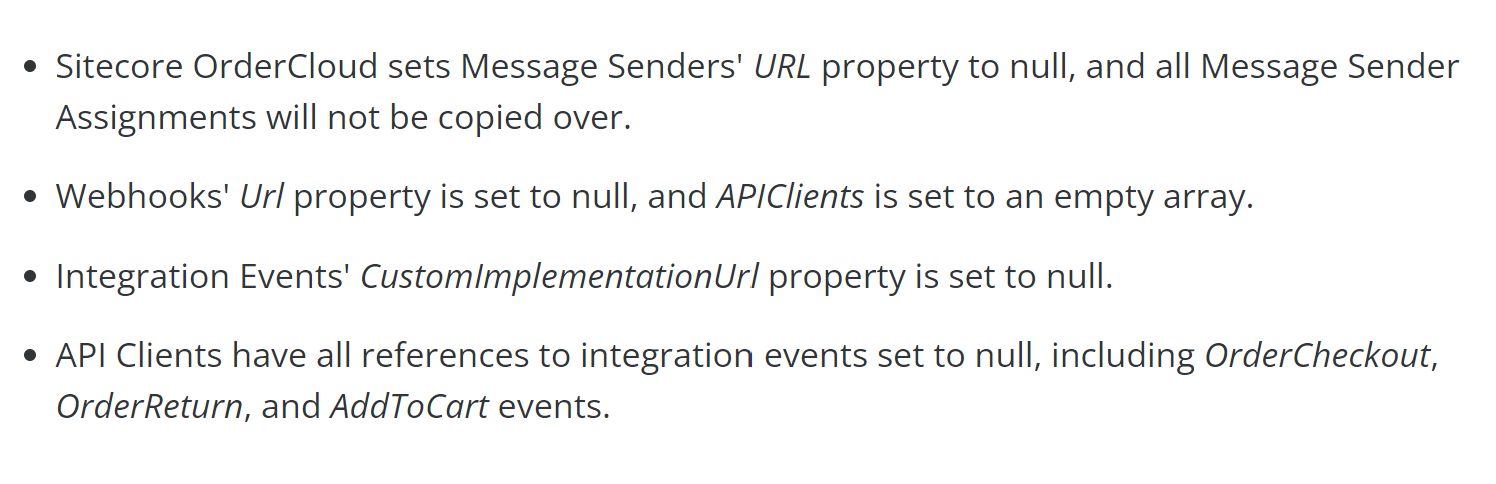 • Sitecore OrderCloud sets Message Senders' URL property to null, and all Message Sender
Assignments will not be copied over.
• Webhooks' Url property is set to null, and APIClients is set to an empty array.
• Integration Events' CustomImplementationUrl property is set to null.
• API Clients have all references to integration events set to null, including OrderCheckout,
OrderReturn, and AddToCart events.